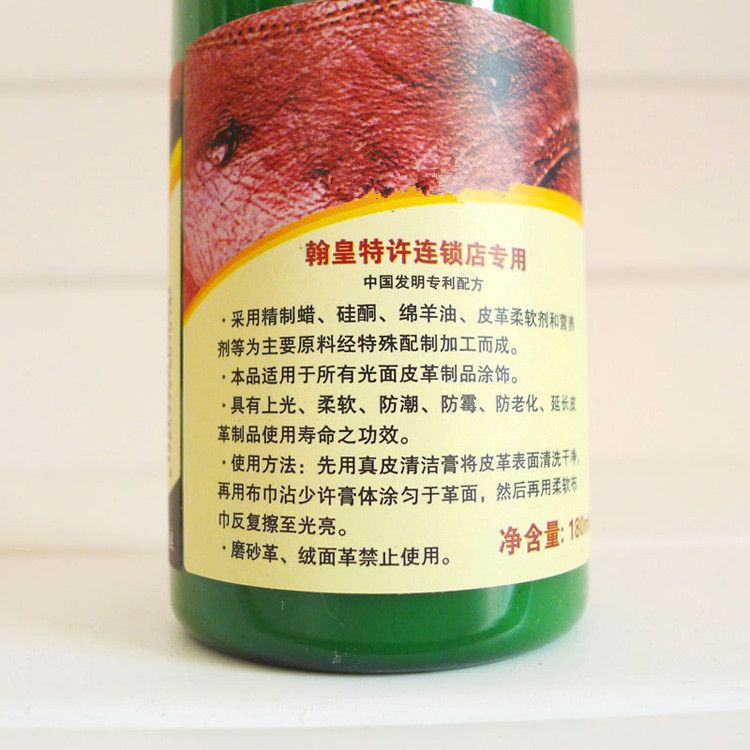 翰皇特许连锁店专用
中国发明专利配方
·采用精制蜡、硅酮、绵羊油、皮革柔软剂和营养
剂等为主要原料经特殊配制加工而成。
·本品适用于所有光面皮革制品涂饰。
·具有上光、柔软、防潮、防霉、防老化、延长皮
革制品使用寿命之功效。
·使用方法：先用真皮清洁膏将皮革表面清洗干净，
再用布巾沾少许膏体涂匀于革面，然后再用柔软布
巾反复擦至光亮。
·磨砂革、绒面革禁止使用。
净含量: 180m